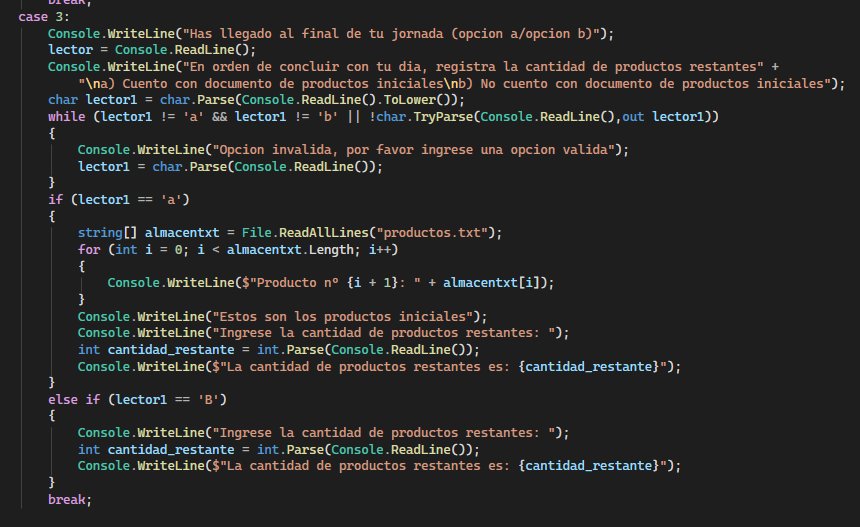 break;
case 3:
Console.WriteLine("Has llegado al final de tu jornada (opcion a/opcion b)");
lector = Console.ReadLine();
Console.WriteLine("En orden de concluir con tu dia, registra la cantidad de productos restantes" +
"\na) Cuento con documento de productos iniciales\nb) No cuento con documento de productos iniciales");
char lector1 = char.Parse(Console.ReadLine().ToLower());
while (lector1 != 'a' && lector1 != 'b' || !char.TryParse(Console.ReadLine(),out lector1))
{
Console.WriteLine("Opcion invalida, por favor ingrese una opcion valida");
lector1 = char.Parse(Console.ReadLine());
}
if (lector1 == 'a')
{
string[] almacentxt = File.ReadAllLines("productos.txt");
for (int i = 0; i < almacentxt.Length; i++)
{
Console.WriteLine($"Producto n° {i + 1}: " + almacentxt[i]);
}
Console.WriteLine("Estos son los productos iniciales");
Console.WriteLine("Ingrese la cantidad de productos restantes: ");
int cantidad_restante = int.Parse(Console.ReadLine());
Console.WriteLine($"La cantidad de productos restantes es: {cantidad_restante}");
}
else if (lector1 == 'B')
{
Console.WriteLine("Ingrese la cantidad de productos restantes: ");
int cantidad_restante = int.Parse(Console.ReadLine());
Console.WriteLine($"La cantidad de productos restantes es: {cantidad_restante}");
}
break;